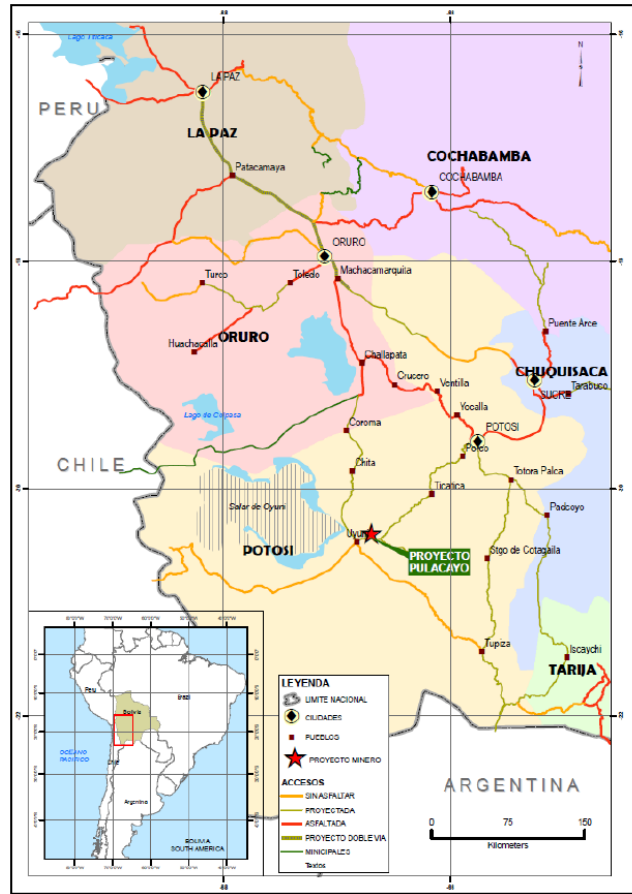 Lago Titicaca
N
PERU
LA PAZ
LA PAZ
Patacamaya
COCHABAMBA
COCHABAMBA
ORURO
Turco
Toledo
Machacamarquita
Huachacalla
ORURO
Puente Arce
Challapata
Crucero
Ventilla
CHUQUISACA
SUCRE
Tarabuco
Yocalla
Lago de Coipasa
Coroma
POTOSI
Porco
CHILE
Chita
Totora Palca
Ticatica
Padcoyo
Salar de Uyuni
Uyuni
POTOSI
PROYECTO
PULACAYO
Stgo de Cotagaita
Tupiza
Iscaychi
TARIJA
ARGENTINA
LEYENDA
LIMITE NACIONAL
CIUDADES
PUEBLOS
PROYECTO MINERO
ACCESOS
SIN ASFALTAR
PROYECTADA
ASFALTADA
PROYECTO DOBLE VIA
MINICIPALES
Textos
0 75 150
Kilometers
Peru
Brazil
Bolivia
OCEANO
PACIFICO
Chile
Argentina
BOLIVIA
SOUTH AMERICA